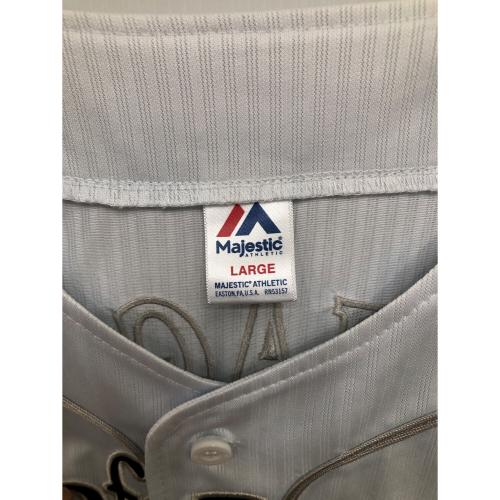 Majestic®
ATHLETIC
LARGE
MAJESTIC® ATHLETIC
EASTON, PA, U.S.A. RN53157